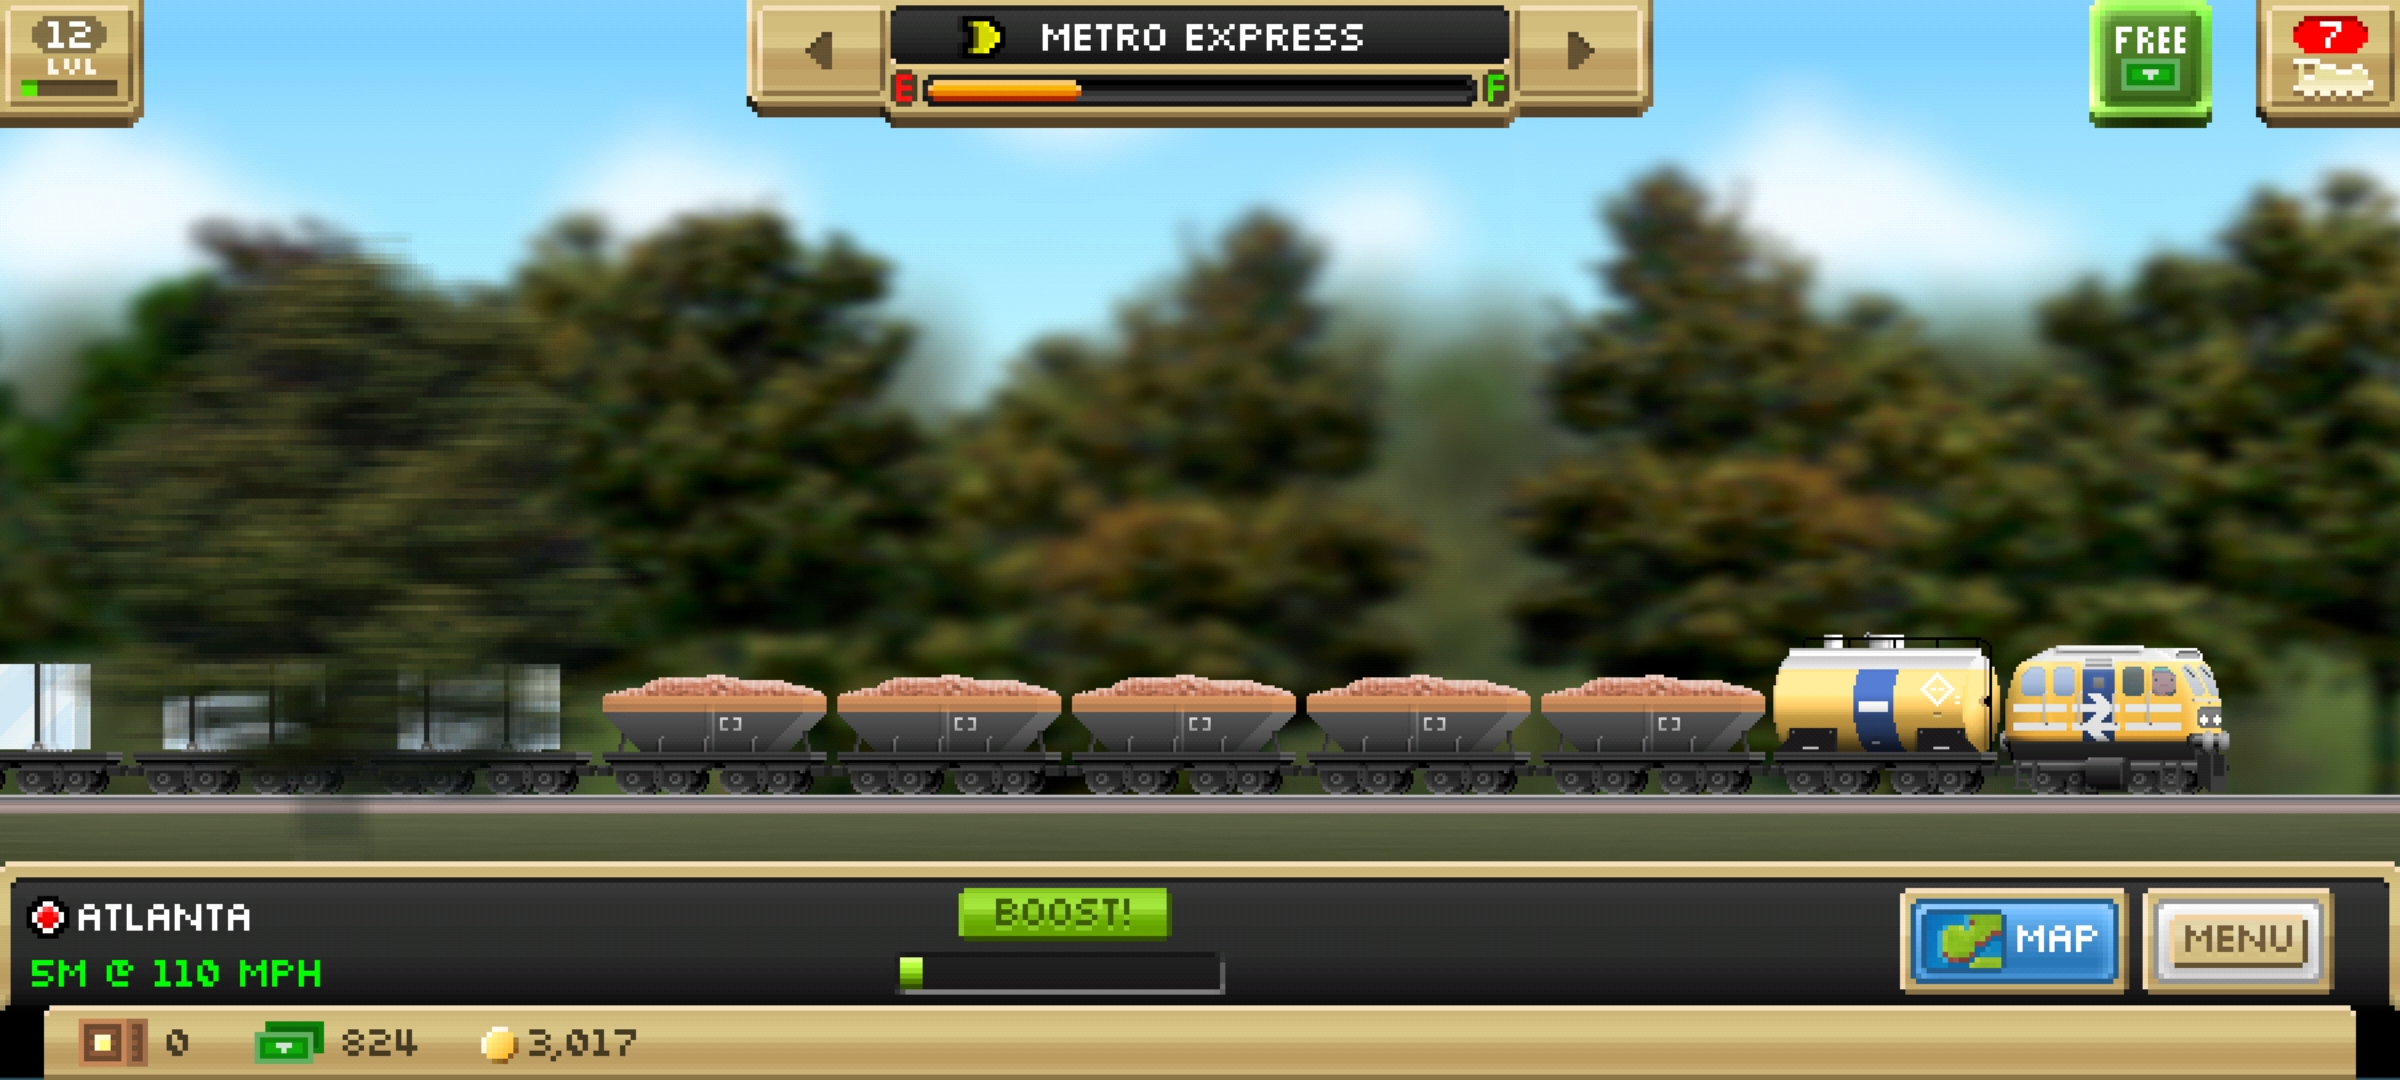 12
LVL
METRO EXPRESS
E F
FREE
7
ATLANTA
5M @ 110 MPH
BOOST!
MAP
MENU
0 824 3,017